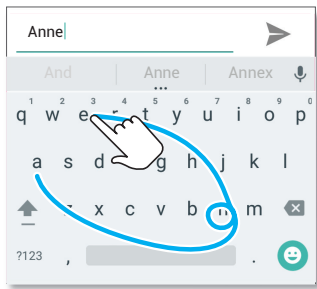 Anne
And Anne Annex
1 2 3 4 5 6 7 8 9 0
q w e r t y u i o p
a s d g h j k l
z x c v b n m
?123 , .